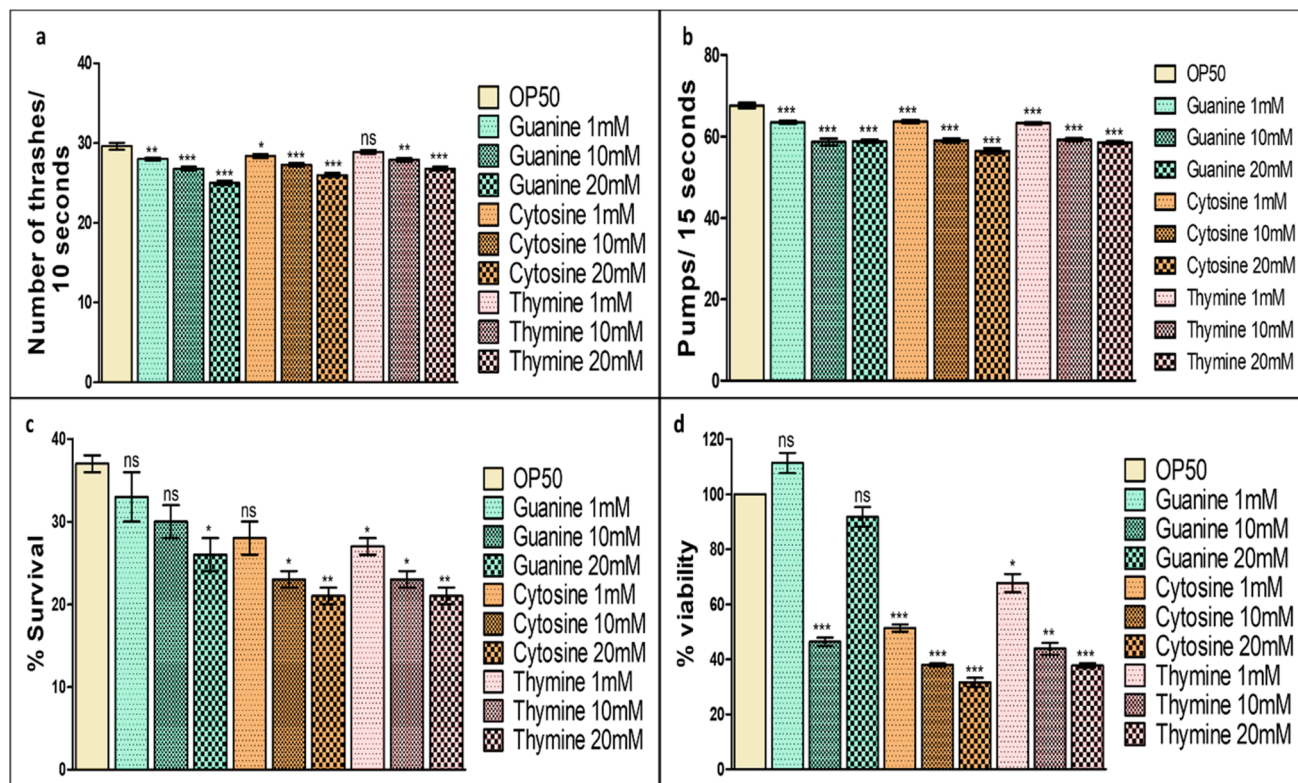 a
Number of thrashes/
10 seconds
40
30
20
10
0
** *** *** * *** *** ns ** ***
OP50
Guanine 1mM
Guanine 10mM
Guanine 20mM
Cytosine 1mM
Cytosine 10mM
Cytosine 20mM
Thymine 1mM
Thymine 10mM
Thymine 20mM
b
Pumps/ 15 seconds
80
60
40
20
0
*** *** *** *** *** *** *** *** ***
OP50
Guanine 1mM
Guanine 10mM
Guanine 20mM
Cytosine 1mM
Cytosine 10mM
Cytosine 20mM
Thymine 1mM
Thymine 10mM
Thymine 20mM
c
% Survival
40
30
20
10
0
ns ns * ns * ** * * **
OP50
Guanine 1mM
Guanine 10mM
Guanine 20mM
Cytosine 1mM
Cytosine 10mM
Cytosine 20mM
Thymine 1mM
Thymine 10mM
Thymine 20mM
d
% viability
120
100
80
60
40
20
0
ns *** ns *** *** *** * ** ***
OP50
Guanine 1mM
Guanine 10mM
Guanine 20mM
Cytosine 1mM
Cytosine 10mM
Cytosine 20mM
Thymine 1mM
Thymine 10mM
Thymine 20mM